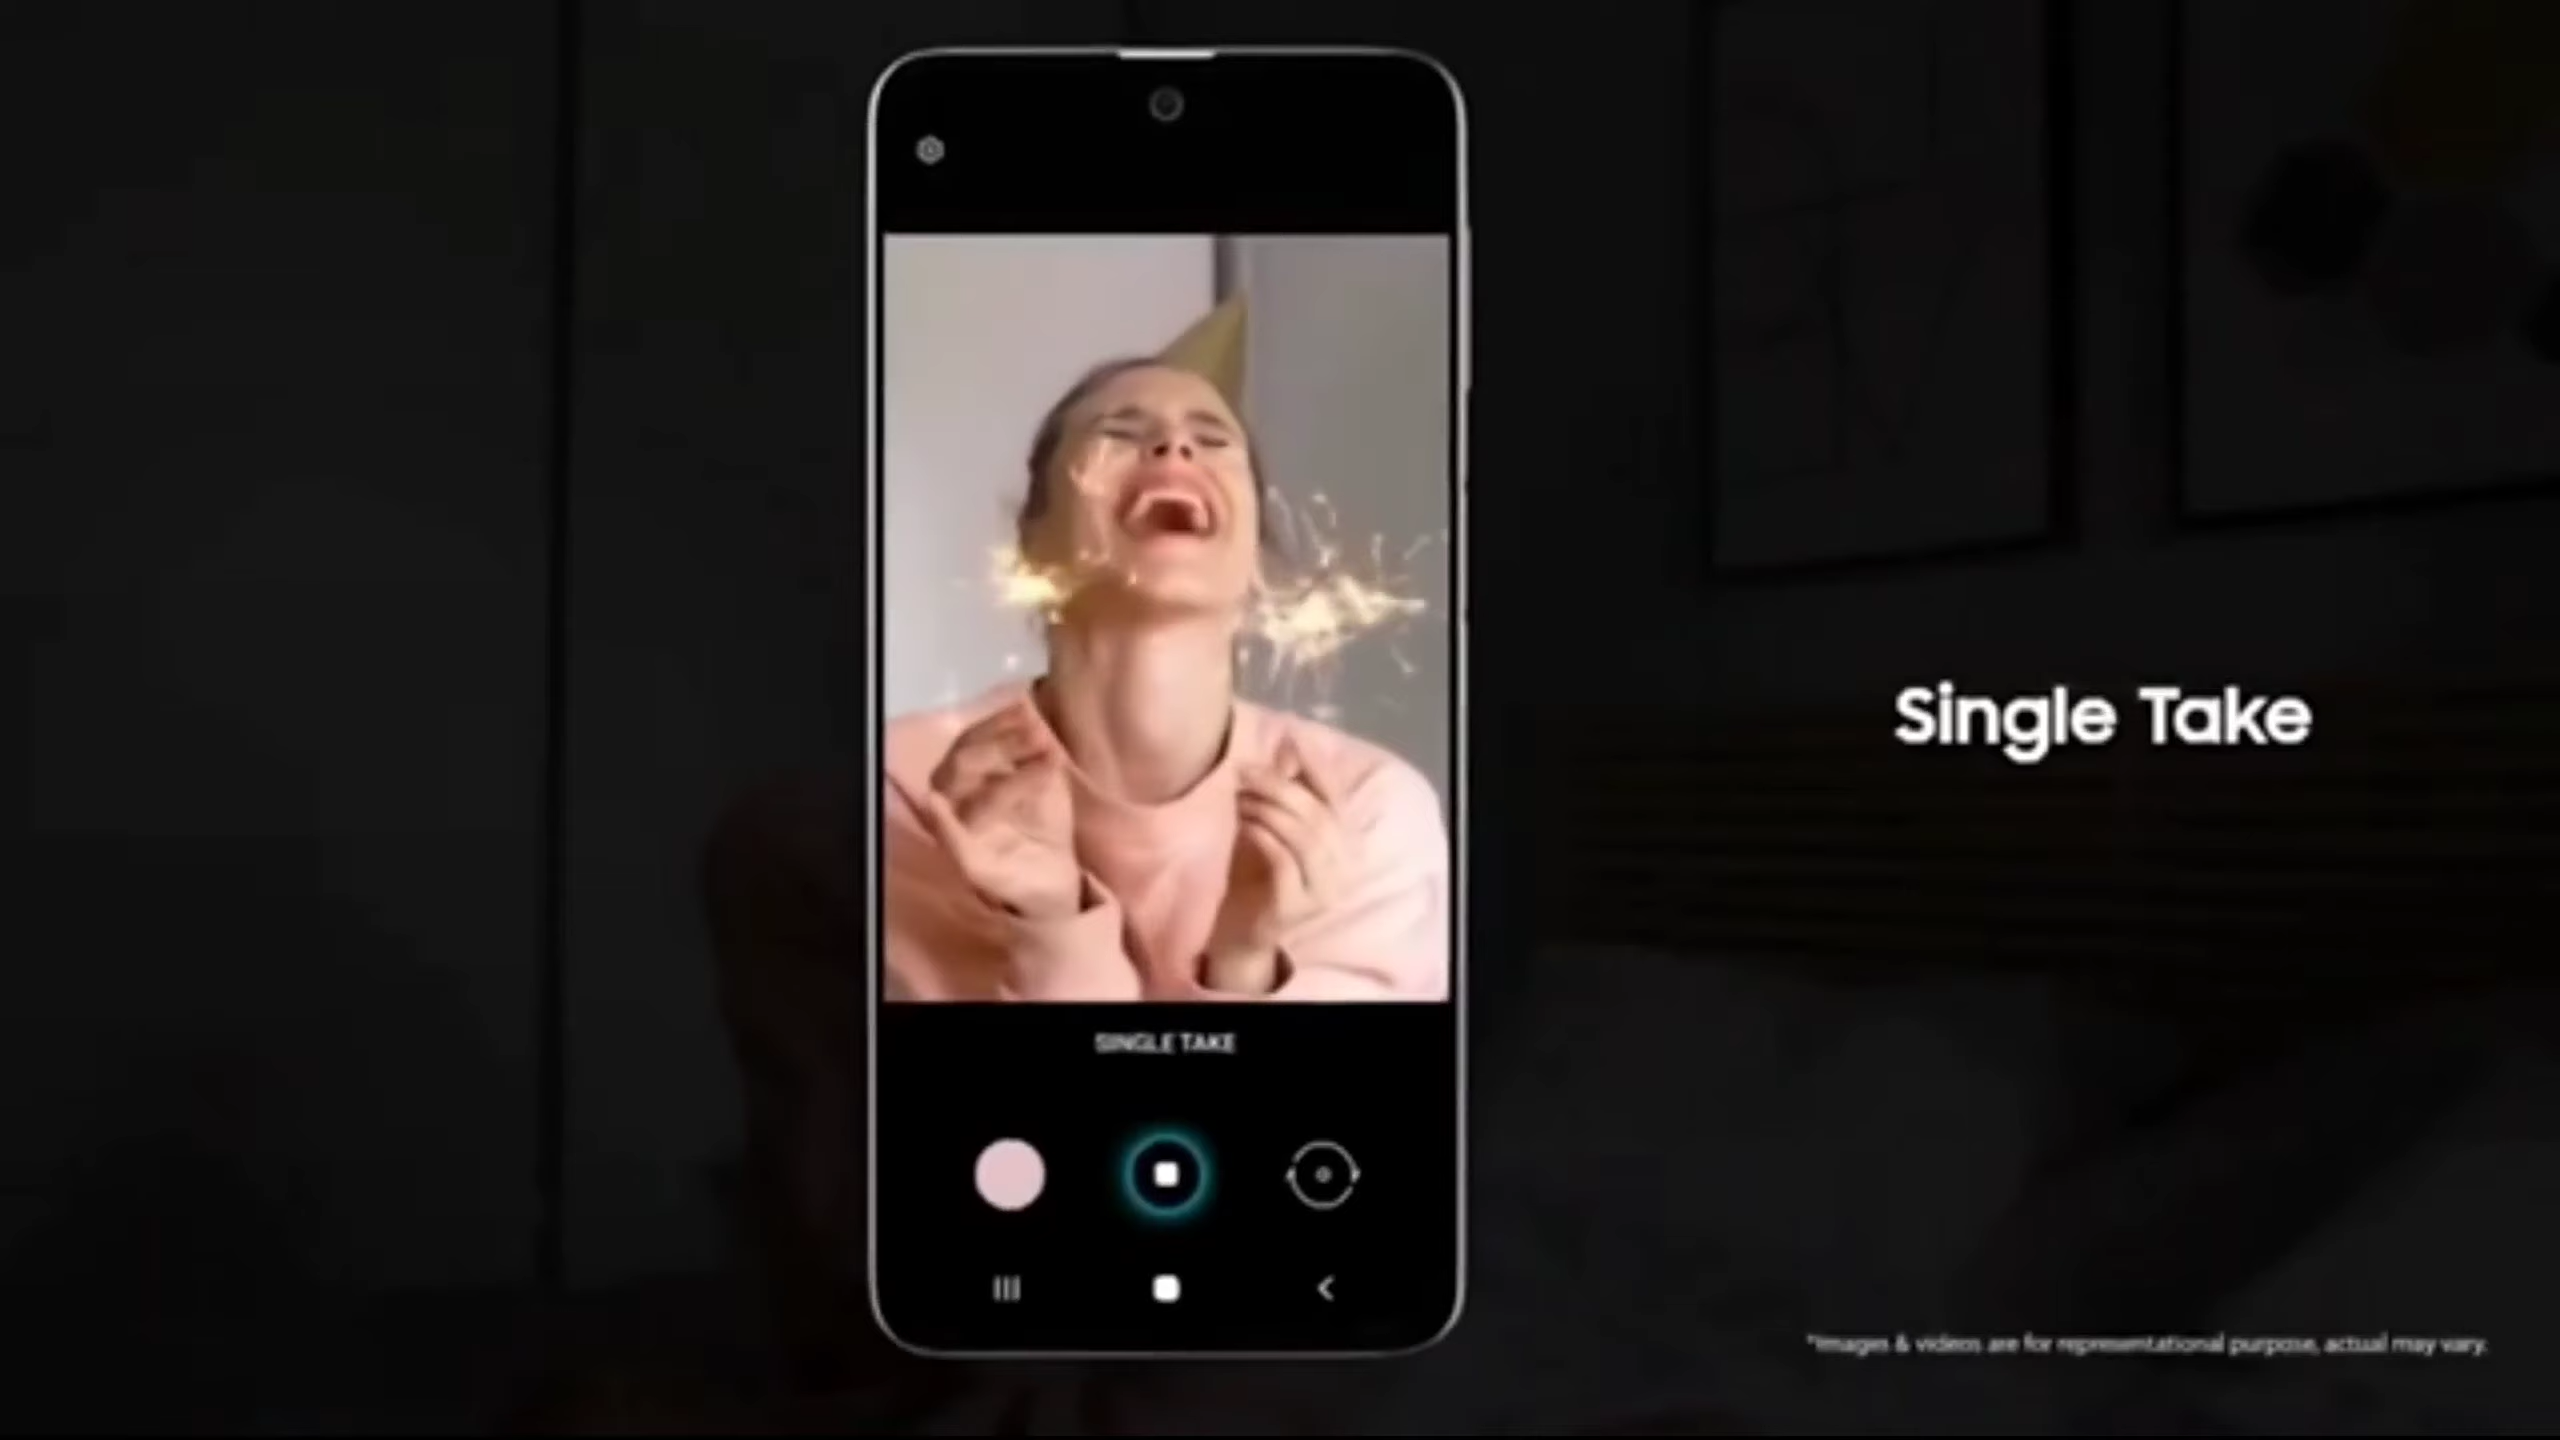 Single Take
SINGLE TAKE
*Images & videos are for representational purpose, actual may vary.